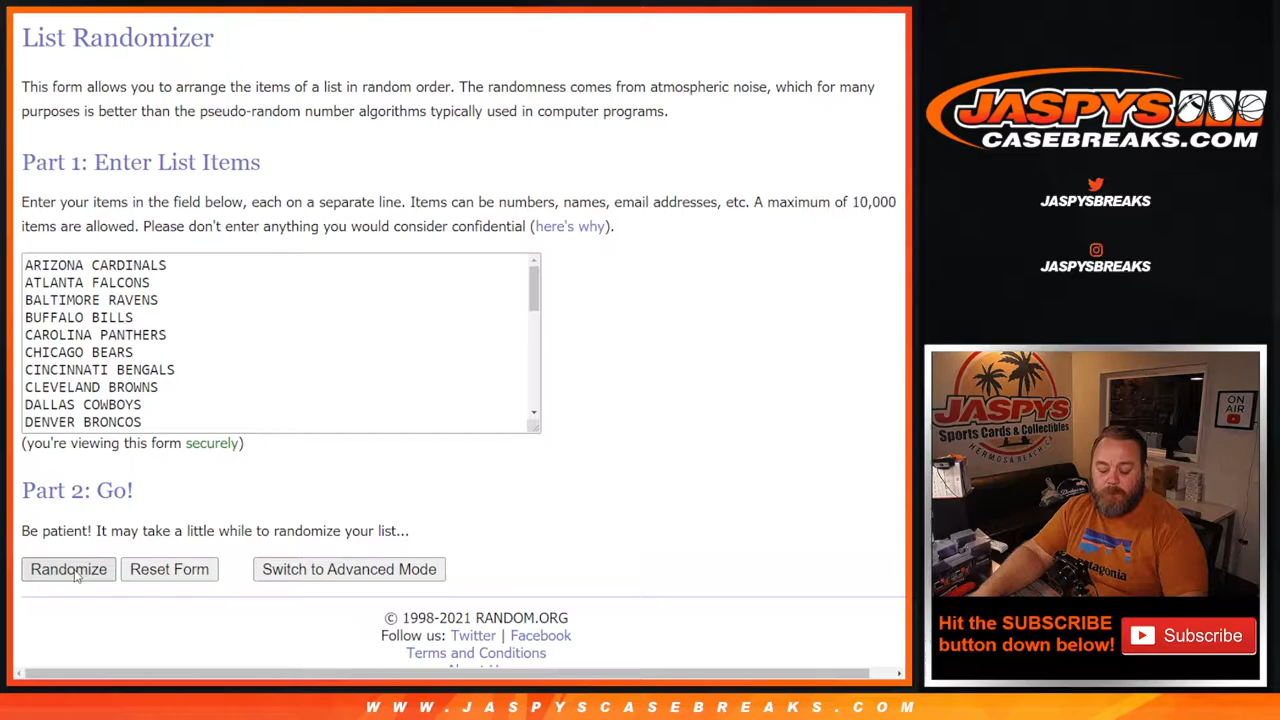 List Randomizer
This form allows you to arrange the items of a list in random order. The randomness comes from atmospheric noise, which for many
purposes is better than the pseudo-random number algorithms typically used in computer programs.
Part 1: Enter List Items
Enter your items in the field below, each on a separate line. Items can be numbers, names, email addresses, etc. A maximum of 10,000
items are allowed. Please don't enter anything you would consider confidential (here's why).
ARIZONA CARDINALS
ATLANTA FALCONS
BALTIMORE RAVENS
BUFFALO BILLS
CAROLINA PANTHERS
CHICAGO BEARS
CINCINNATI BENGALS
CLEVELAND BROWNS
DALLAS COWBOYS
DENVER BRONCOS
(you're viewing this form securely)
Part 2: Go!
Be patient! It may take a little while to randomize your list...
Randomize
Reset Form
Switch to Advanced Mode
© 1998-2021 RANDOM.ORG
Follow us: Twitter | Facebook
Terms and Conditions
JASPYS
CASEBREAKS.COM
JASPYSBREAKS
JASPYSBREAKS
JASPYS
Sports Cards & Collectibles
HERMOSA BEACH, CA
ON
AIR
Dodgers
patagonia
Hit the SUBSCRIBE
button down below!
Subscribe
WWW.JASPYSCASEBREAKS.COM